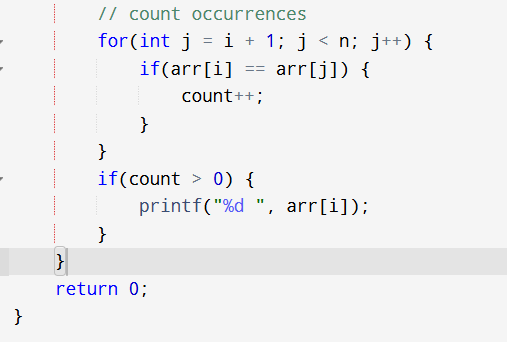 // count occurrences
for(int j = i + 1; j < n; j++) {
if(arr[i] == arr[j]) {
count++;
}
}
if(count > 0) {
printf("%d ", arr[i]);
}
}
return 0;
}